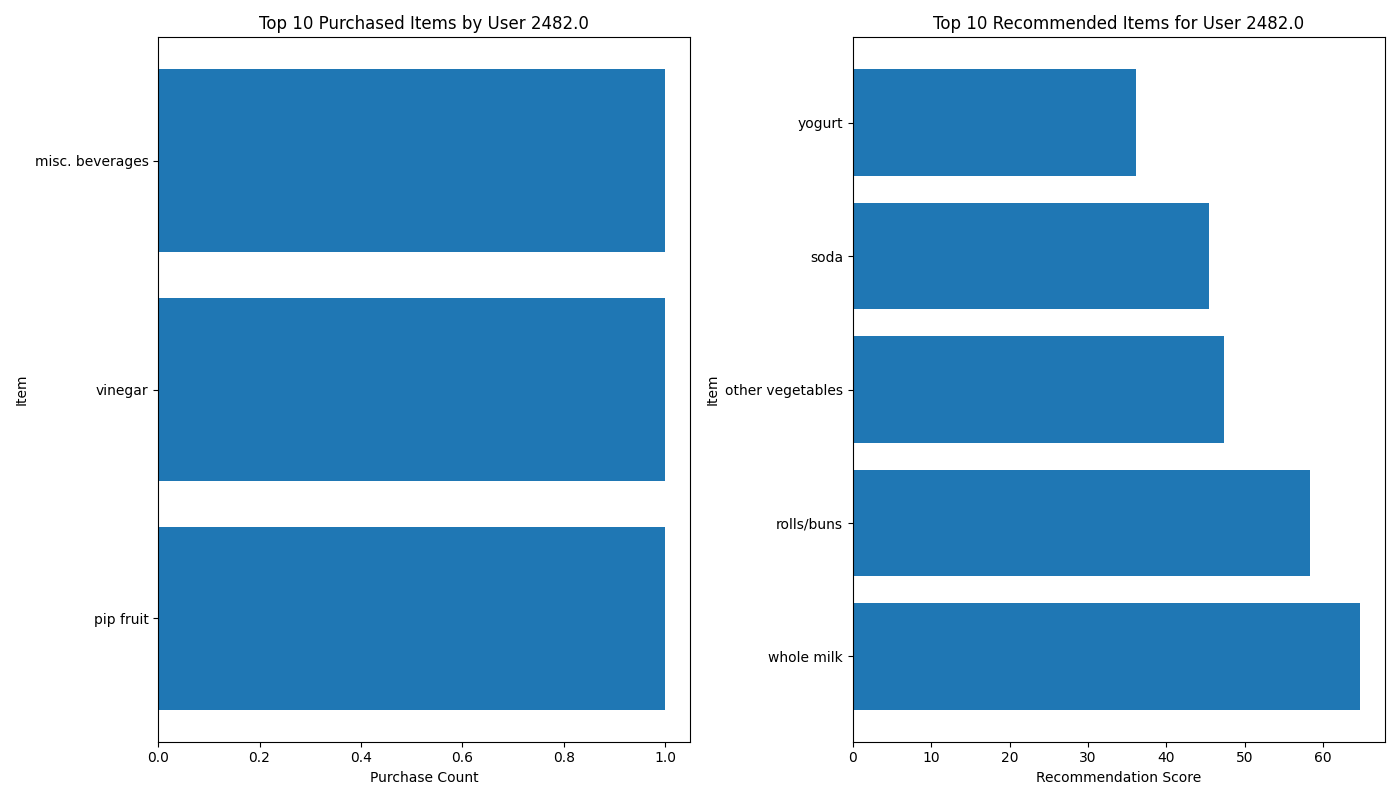 Top 10 Purchased Items by User 2482.0
Item
misc. beverages
vinegar
pip fruit
0.0 0.2 0.4 0.6 0.8 1.0
Purchase Count
Top 10 Recommended Items for User 2482.0
Item
yogurt
soda
other vegetables
rolls/buns
whole milk
0 10 20 30 40 50 60
Recommendation Score